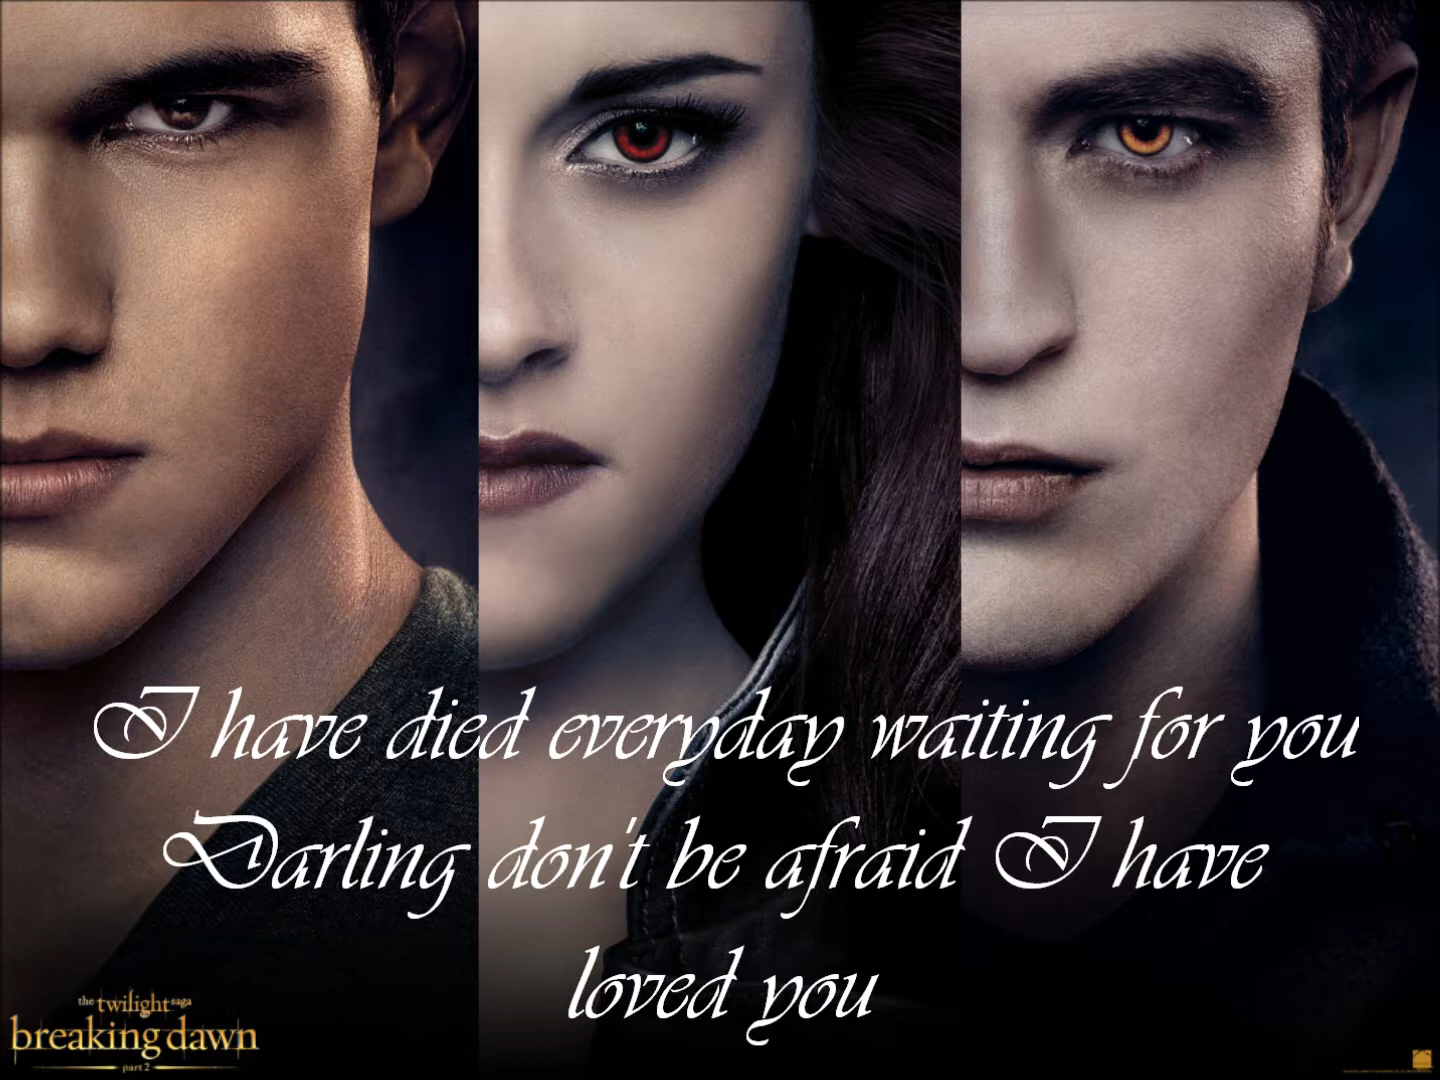 I have died everyday waiting for you
Darling don't be afraid I have
loved you
the twilight saga
breaking dawn
part 2